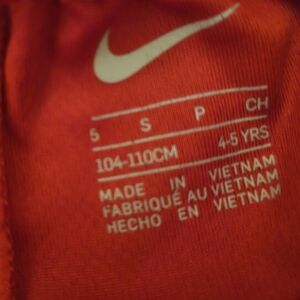 S S P CH
104-110CM 4-5 YRS
MADE IN VIETNAM
FABRIQUÉ AU VIETNAM
HECHO EN VIETNAM